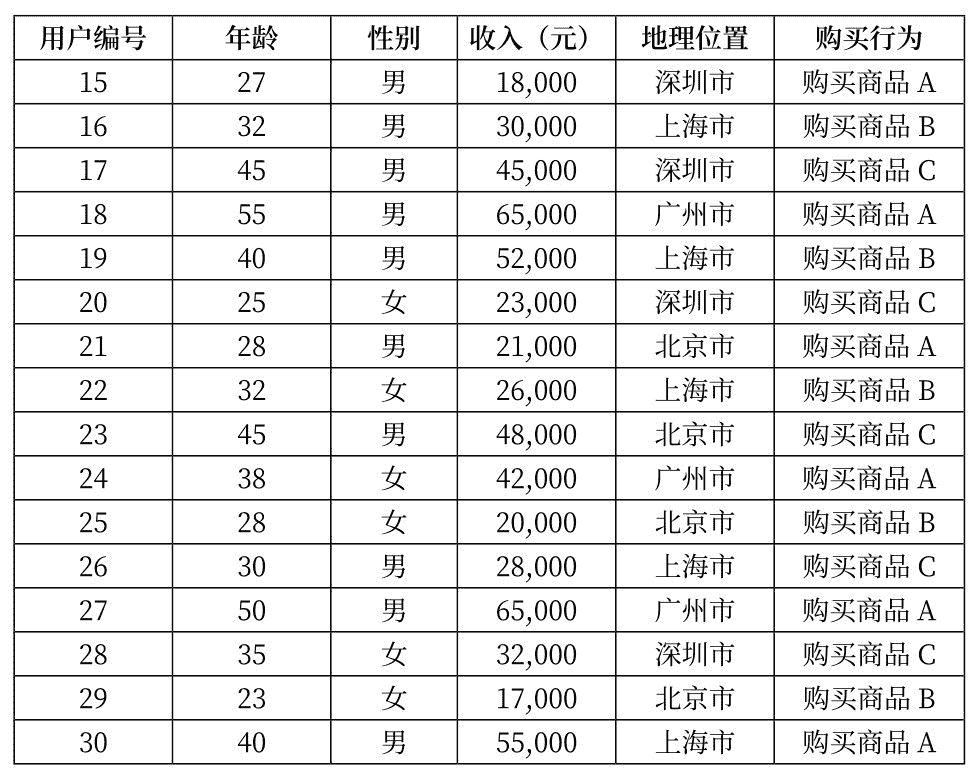 用户编号 年龄 性别 收入（元） 地理位置 购买行为
15 27 男 18,000 深圳市 购买商品 A
16 32 男 30,000 上海市 购买商品 B
17 45 男 45,000 深圳市 购买商品 C
18 55 男 65,000 广州市 购买商品 A
19 40 男 52,000 上海市 购买商品 B
20 25 女 23,000 深圳市 购买商品 C
21 28 男 21,000 北京市 购买商品 A
22 32 女 26,000 上海市 购买商品 B
23 45 男 48,000 北京市 购买商品 C
24 38 女 42,000 广州市 购买商品 A
25 28 女 20,000 北京市 购买商品 B
26 30 男 28,000 上海市 购买商品 C
27 50 男 65,000 广州市 购买商品 A
28 35 女 32,000 深圳市 购买商品 C
29 23 女 17,000 北京市 购买商品 B
30 40 男 55,000 上海市 购买商品 A